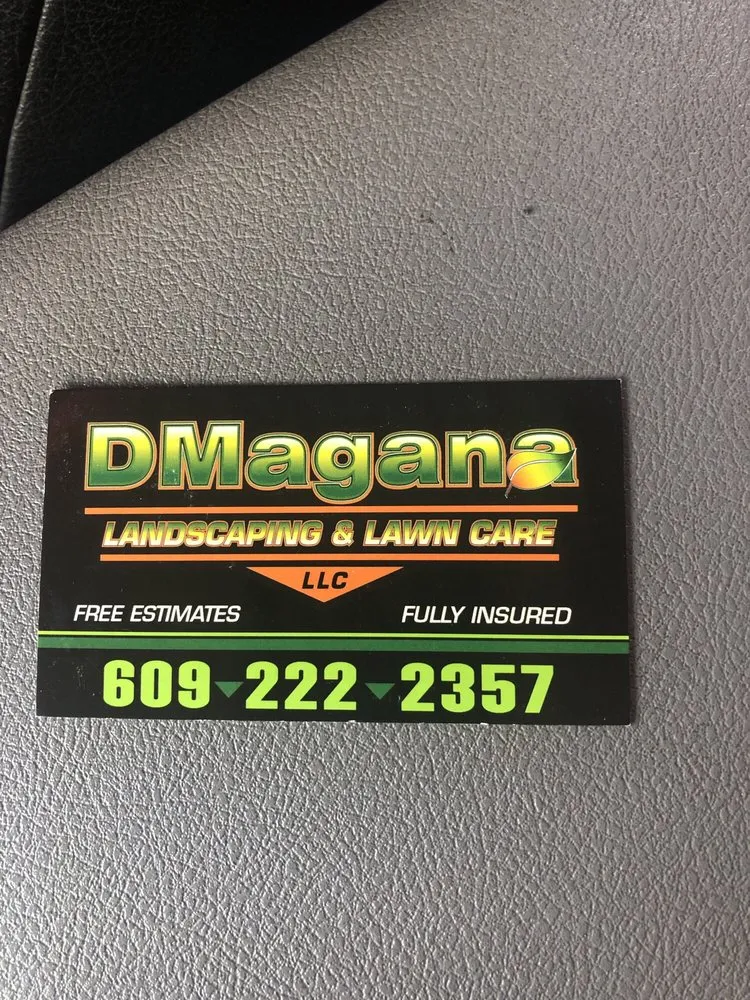 DMagana
LANDSCAPING & LAWN CARE
LLC
FREE ESTIMATES FULLY INSURED
609 222 2357